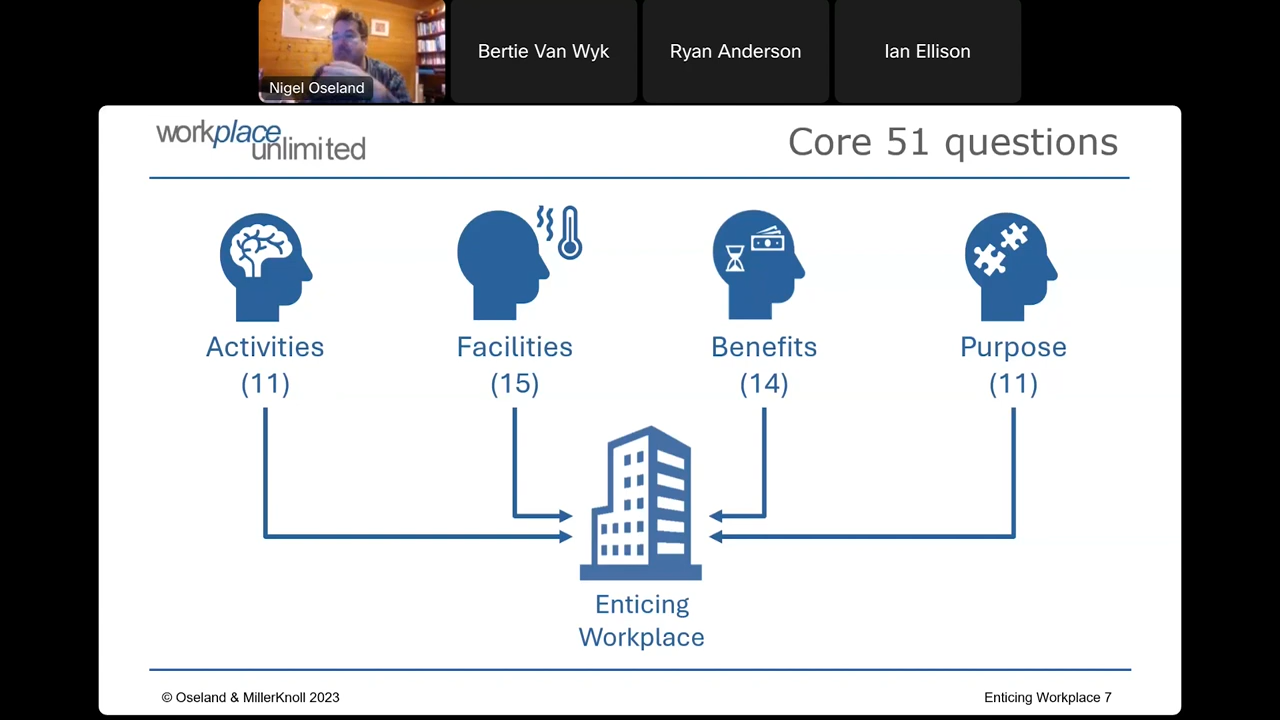 Nigel Oseland
Bertie Van Wyk
Ryan Anderson
Ian Ellison
workplace
unlimited
Core 51 questions
Activities
(11)
Facilities
(15)
Benefits
(14)
Purpose
(11)
Enticing
Workplace
© Oseland & MillerKnoll 2023
Enticing Workplace 7